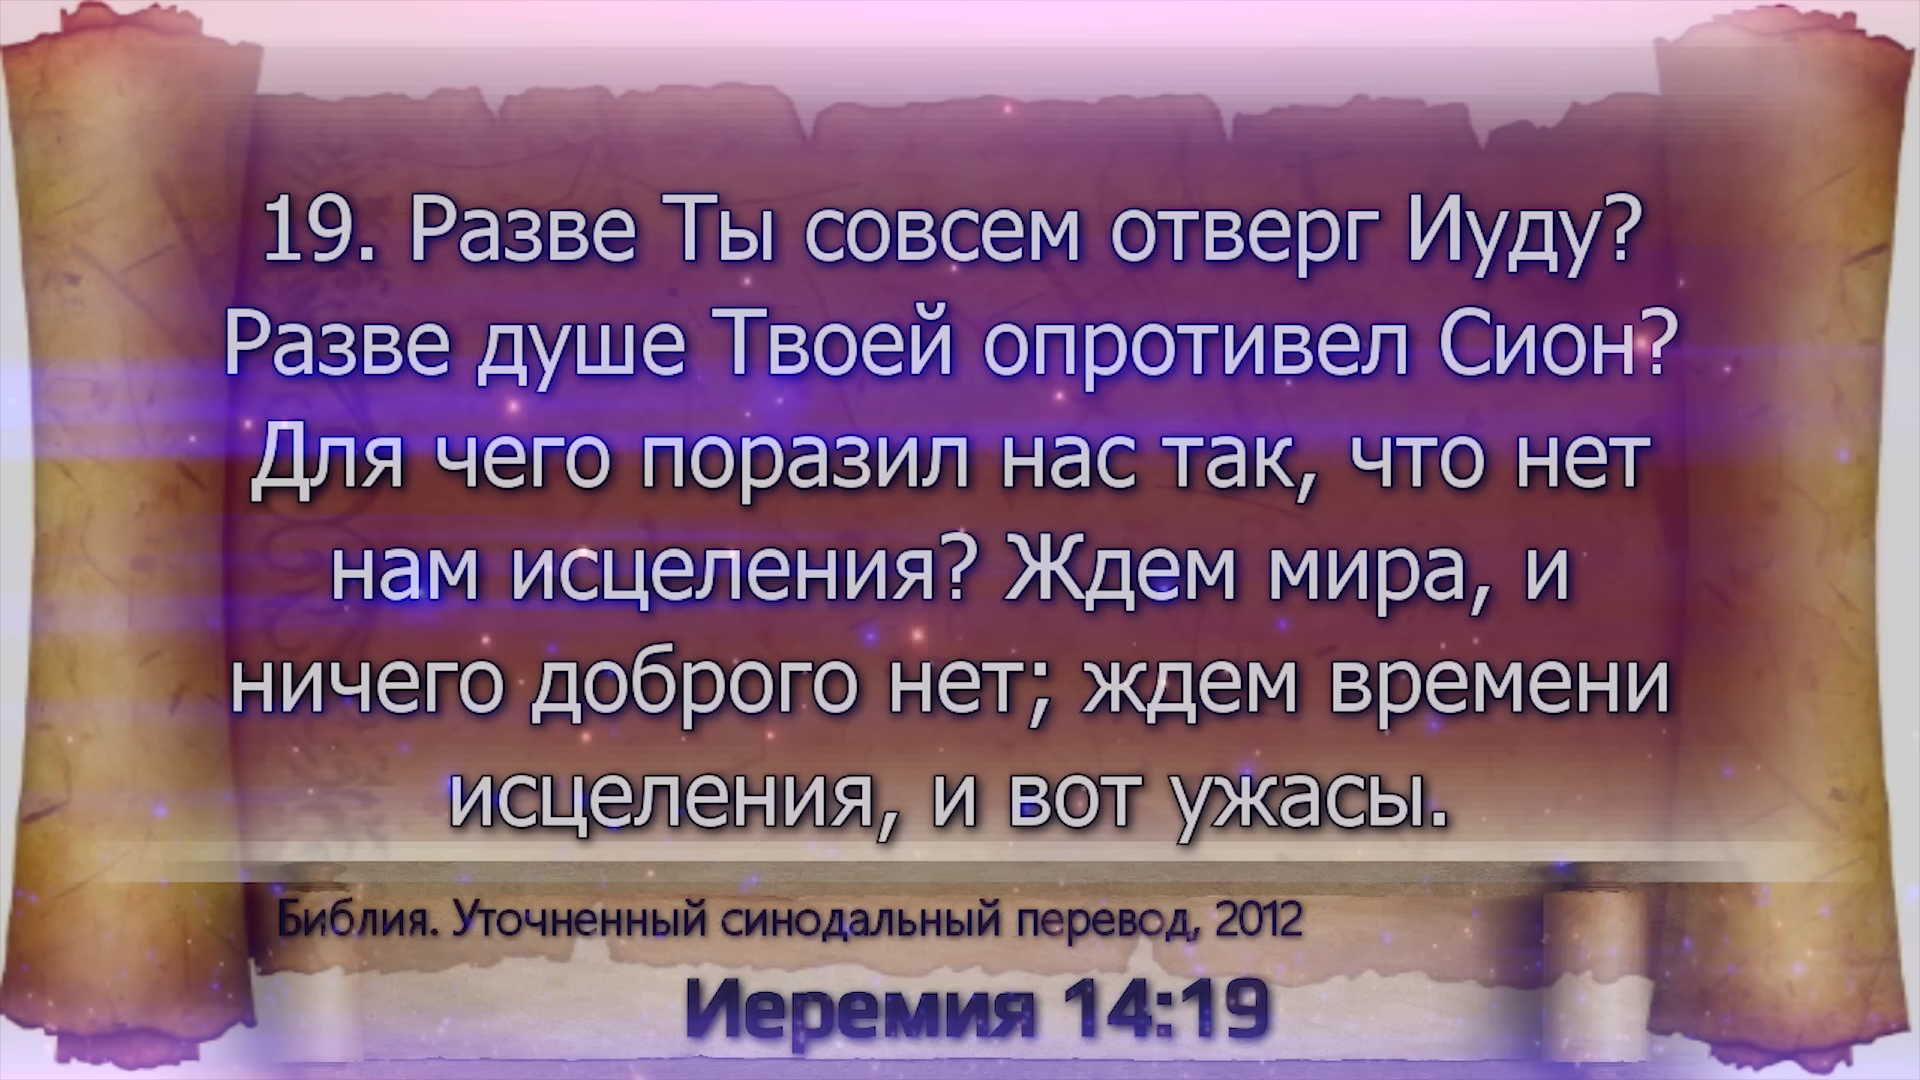 19. Разве Ты совсем отверг Иуду?
Разве душе Твоей опротивел Сион?
Для чего поразил нас так, что нет
нам исцеления? Ждем мира, и
ничего доброго нет; ждем времени
исцеления, и вот ужасы.
Библия. Уточненный синодальный перевод, 2012
Иеремия 14:19